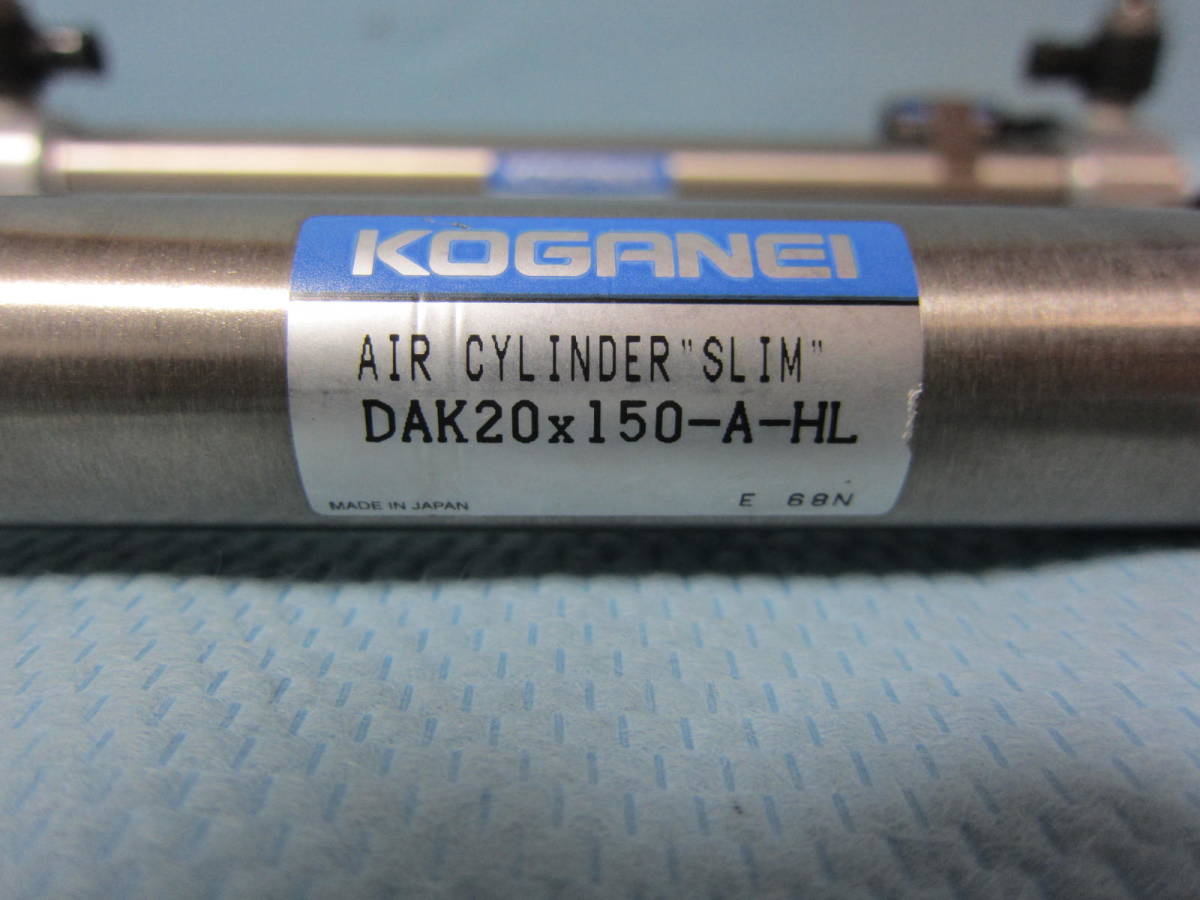 KOGANEI
AIR CYLINDER"SLIM"
DAK20x150-A-HL
MADE IN JAPAN E 68N